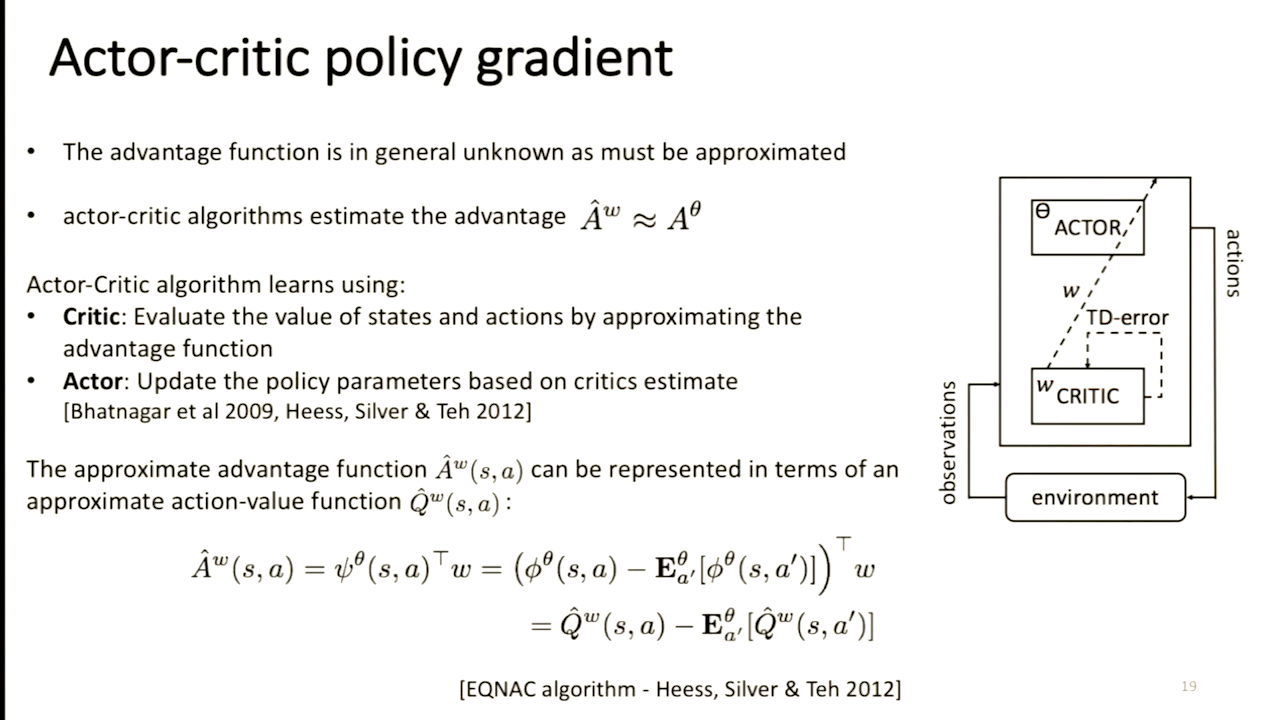 Actor-critic policy gradient
• The advantage function is in general unknown as must be approximated
• actor-critic algorithms estimate the advantage Â^w ≈ A^θ
Actor-Critic algorithm learns using:
• Critic: Evaluate the value of states and actions by approximating the
advantage function
• Actor: Update the policy parameters based on critics estimate
[Bhatnagar et al 2009, Heess, Silver & Teh 2012]
The approximate advantage function Â^w(s, a) can be represented in terms of an
approximate action-value function Q̂^w(s, a) :
Â^w(s, a) = ψ^θ(s, a)^⊤ w = (ϕ^θ(s, a) − E^θ_{a′}[ϕ^θ(s, a′)])^⊤ w
= Q̂^w(s, a) − E^θ_{a′}[Q̂^w(s, a′)]
[EQNAC algorithm - Heess, Silver & Teh 2012]
Θ
ACTOR
w
TD-error
w
CRITIC
actions
observations
environment
19